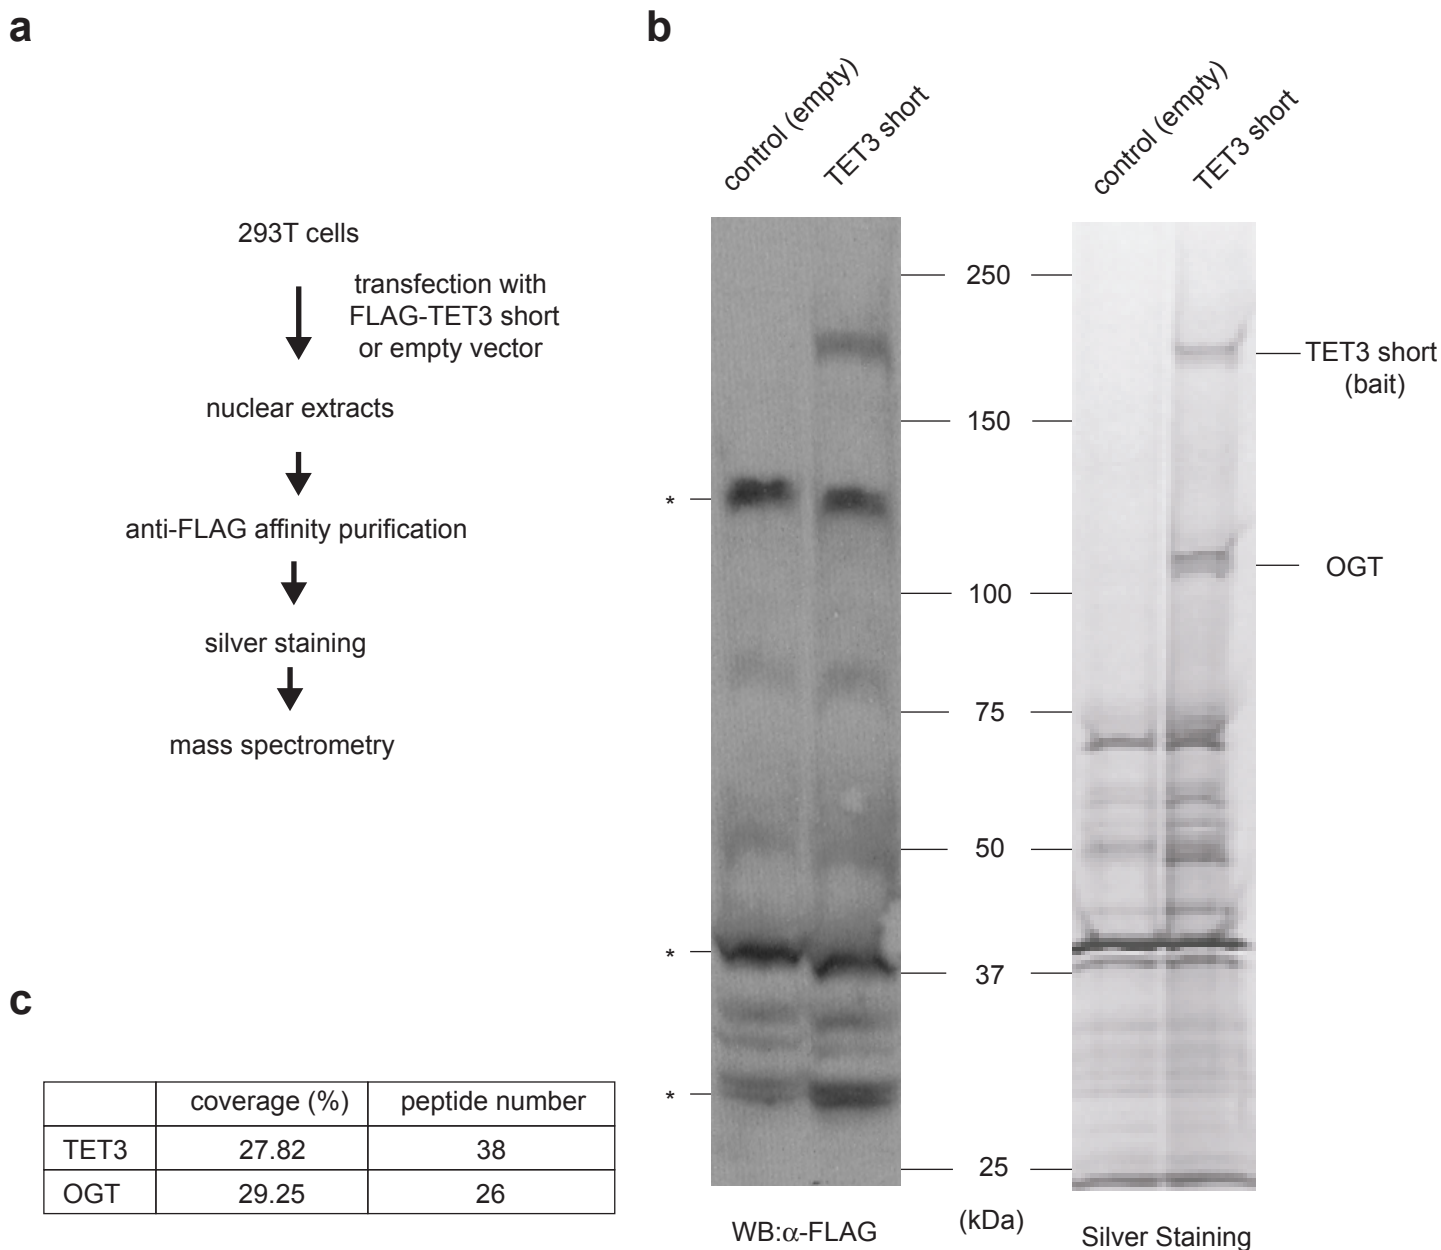 a
293T cells
transfection with
FLAG-TET3 short
or empty vector
nuclear extracts
anti-FLAG affinity purification
silver staining
mass spectrometry
b
control (empty)
TET3 short
control (empty)
TET3 short
250
150
100
75
50
37
25
(kDa)
*
*
*
TET3 short
(bait)
OGT
WB:α-FLAG
Silver Staining
c
coverage (%) peptide number
TET3 27.82 38
OGT 29.25 26